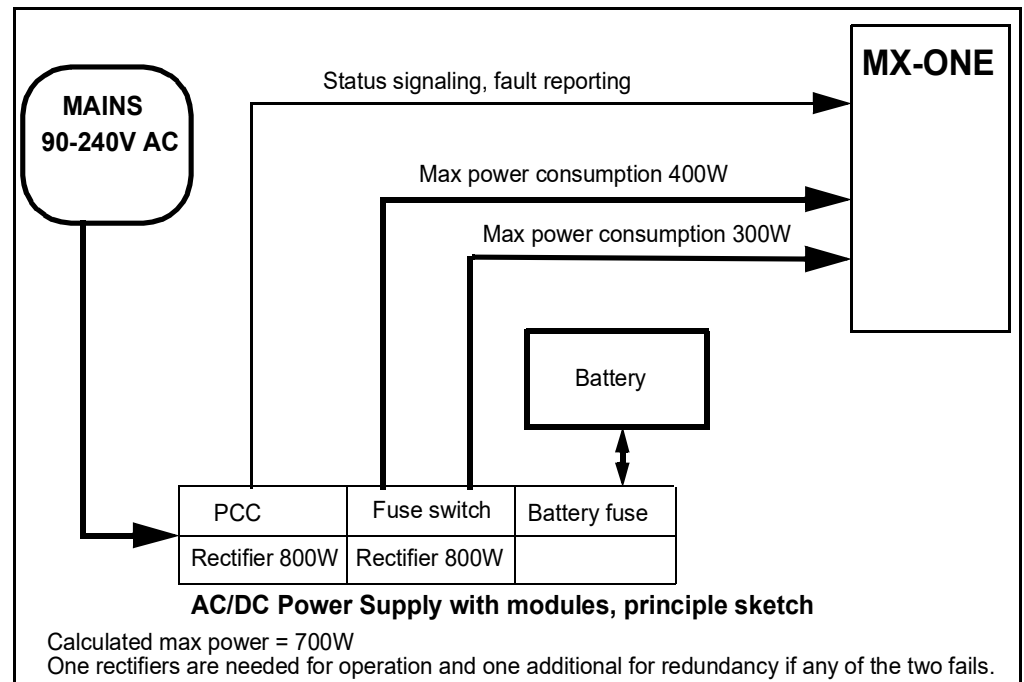 MX-ONE
Status signaling, fault reporting
MAINS
90-240V AC
Max power consumption 400W
Max power consumption 300W
Battery
PCC
Fuse switch
Battery fuse
Rectifier 800W
Rectifier 800W
AC/DC Power Supply with modules, principle sketch
Calculated max power = 700W
One rectifiers are needed for operation and one additional for redundancy if any of the two fails.